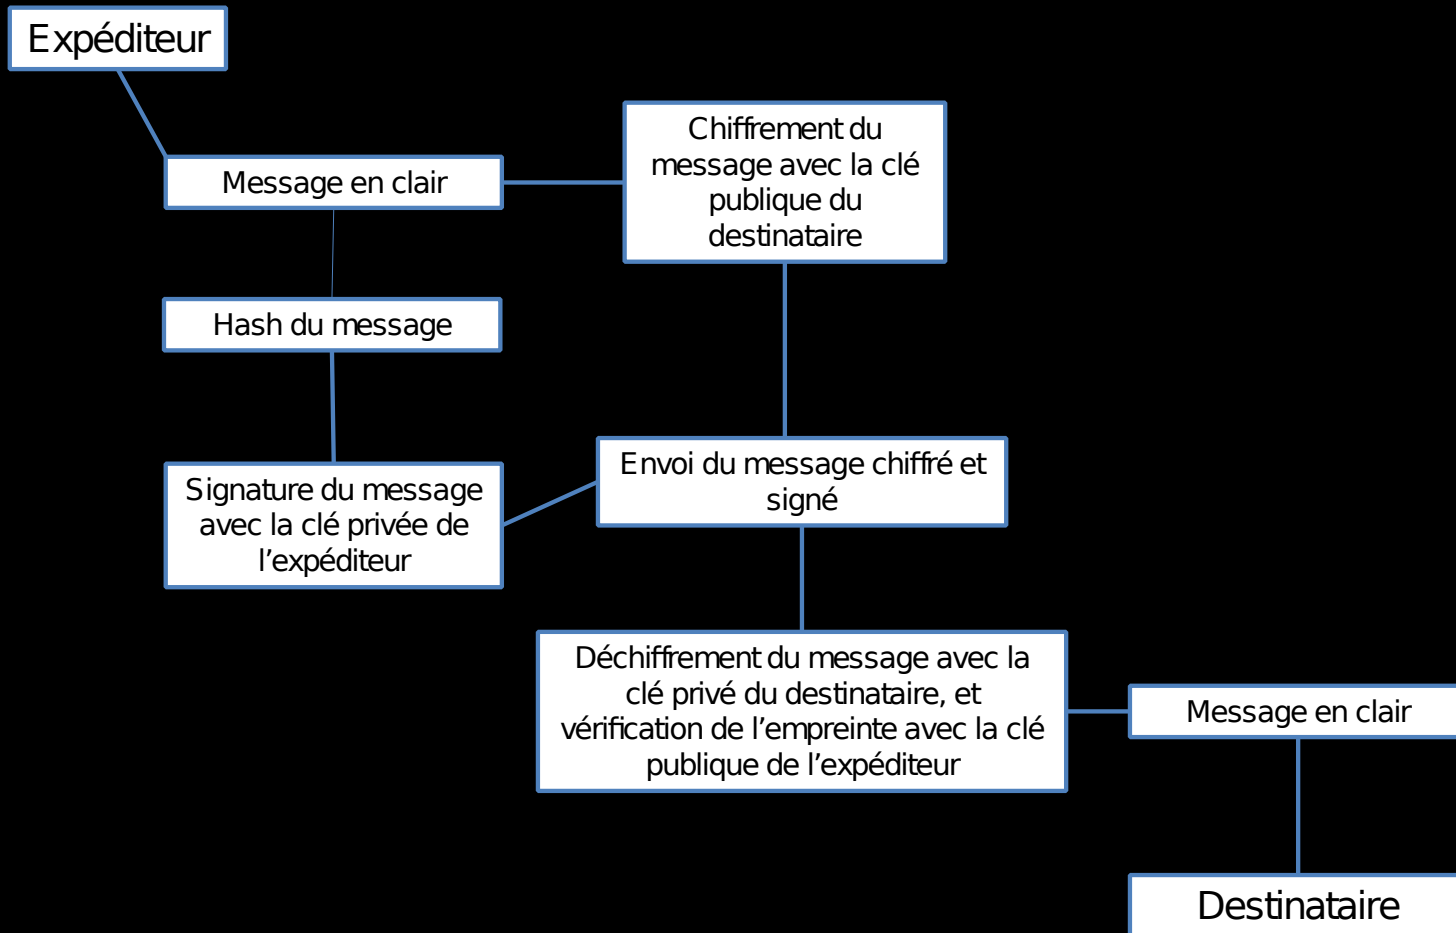 Expéditeur
Chiffrement du
message avec la clé
publique du
destinataire
Message en clair
Hash du message
Signature du message
avec la clé privée de
l’expéditeur
Envoi du message chiffré et
signé
Déchiffrement du message avec la
clé privé du destinataire, et
vérification de l’empreinte avec la clé
publique de l’expéditeur
Message en clair
Destinataire